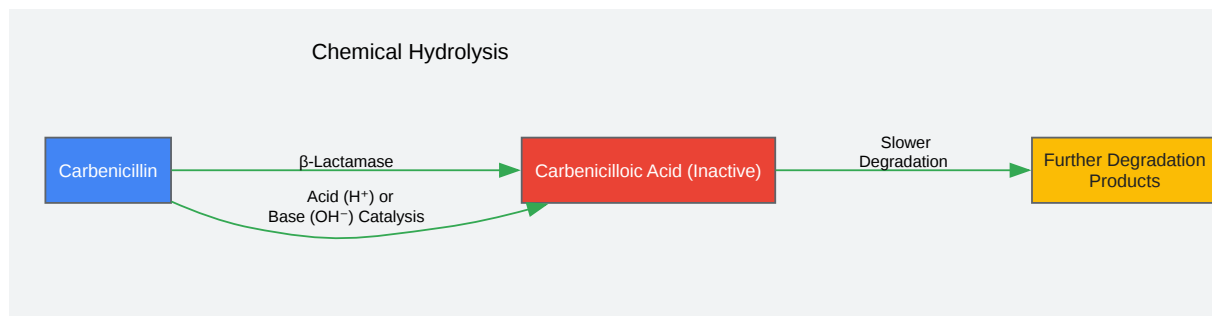 Chemical Hydrolysis
Carbenicillin
β-Lactamase
Acid (H⁺) or
Base (OH⁻) Catalysis
Carbenicilloic Acid (Inactive)
Slower
Degradation
Further Degradation
Products